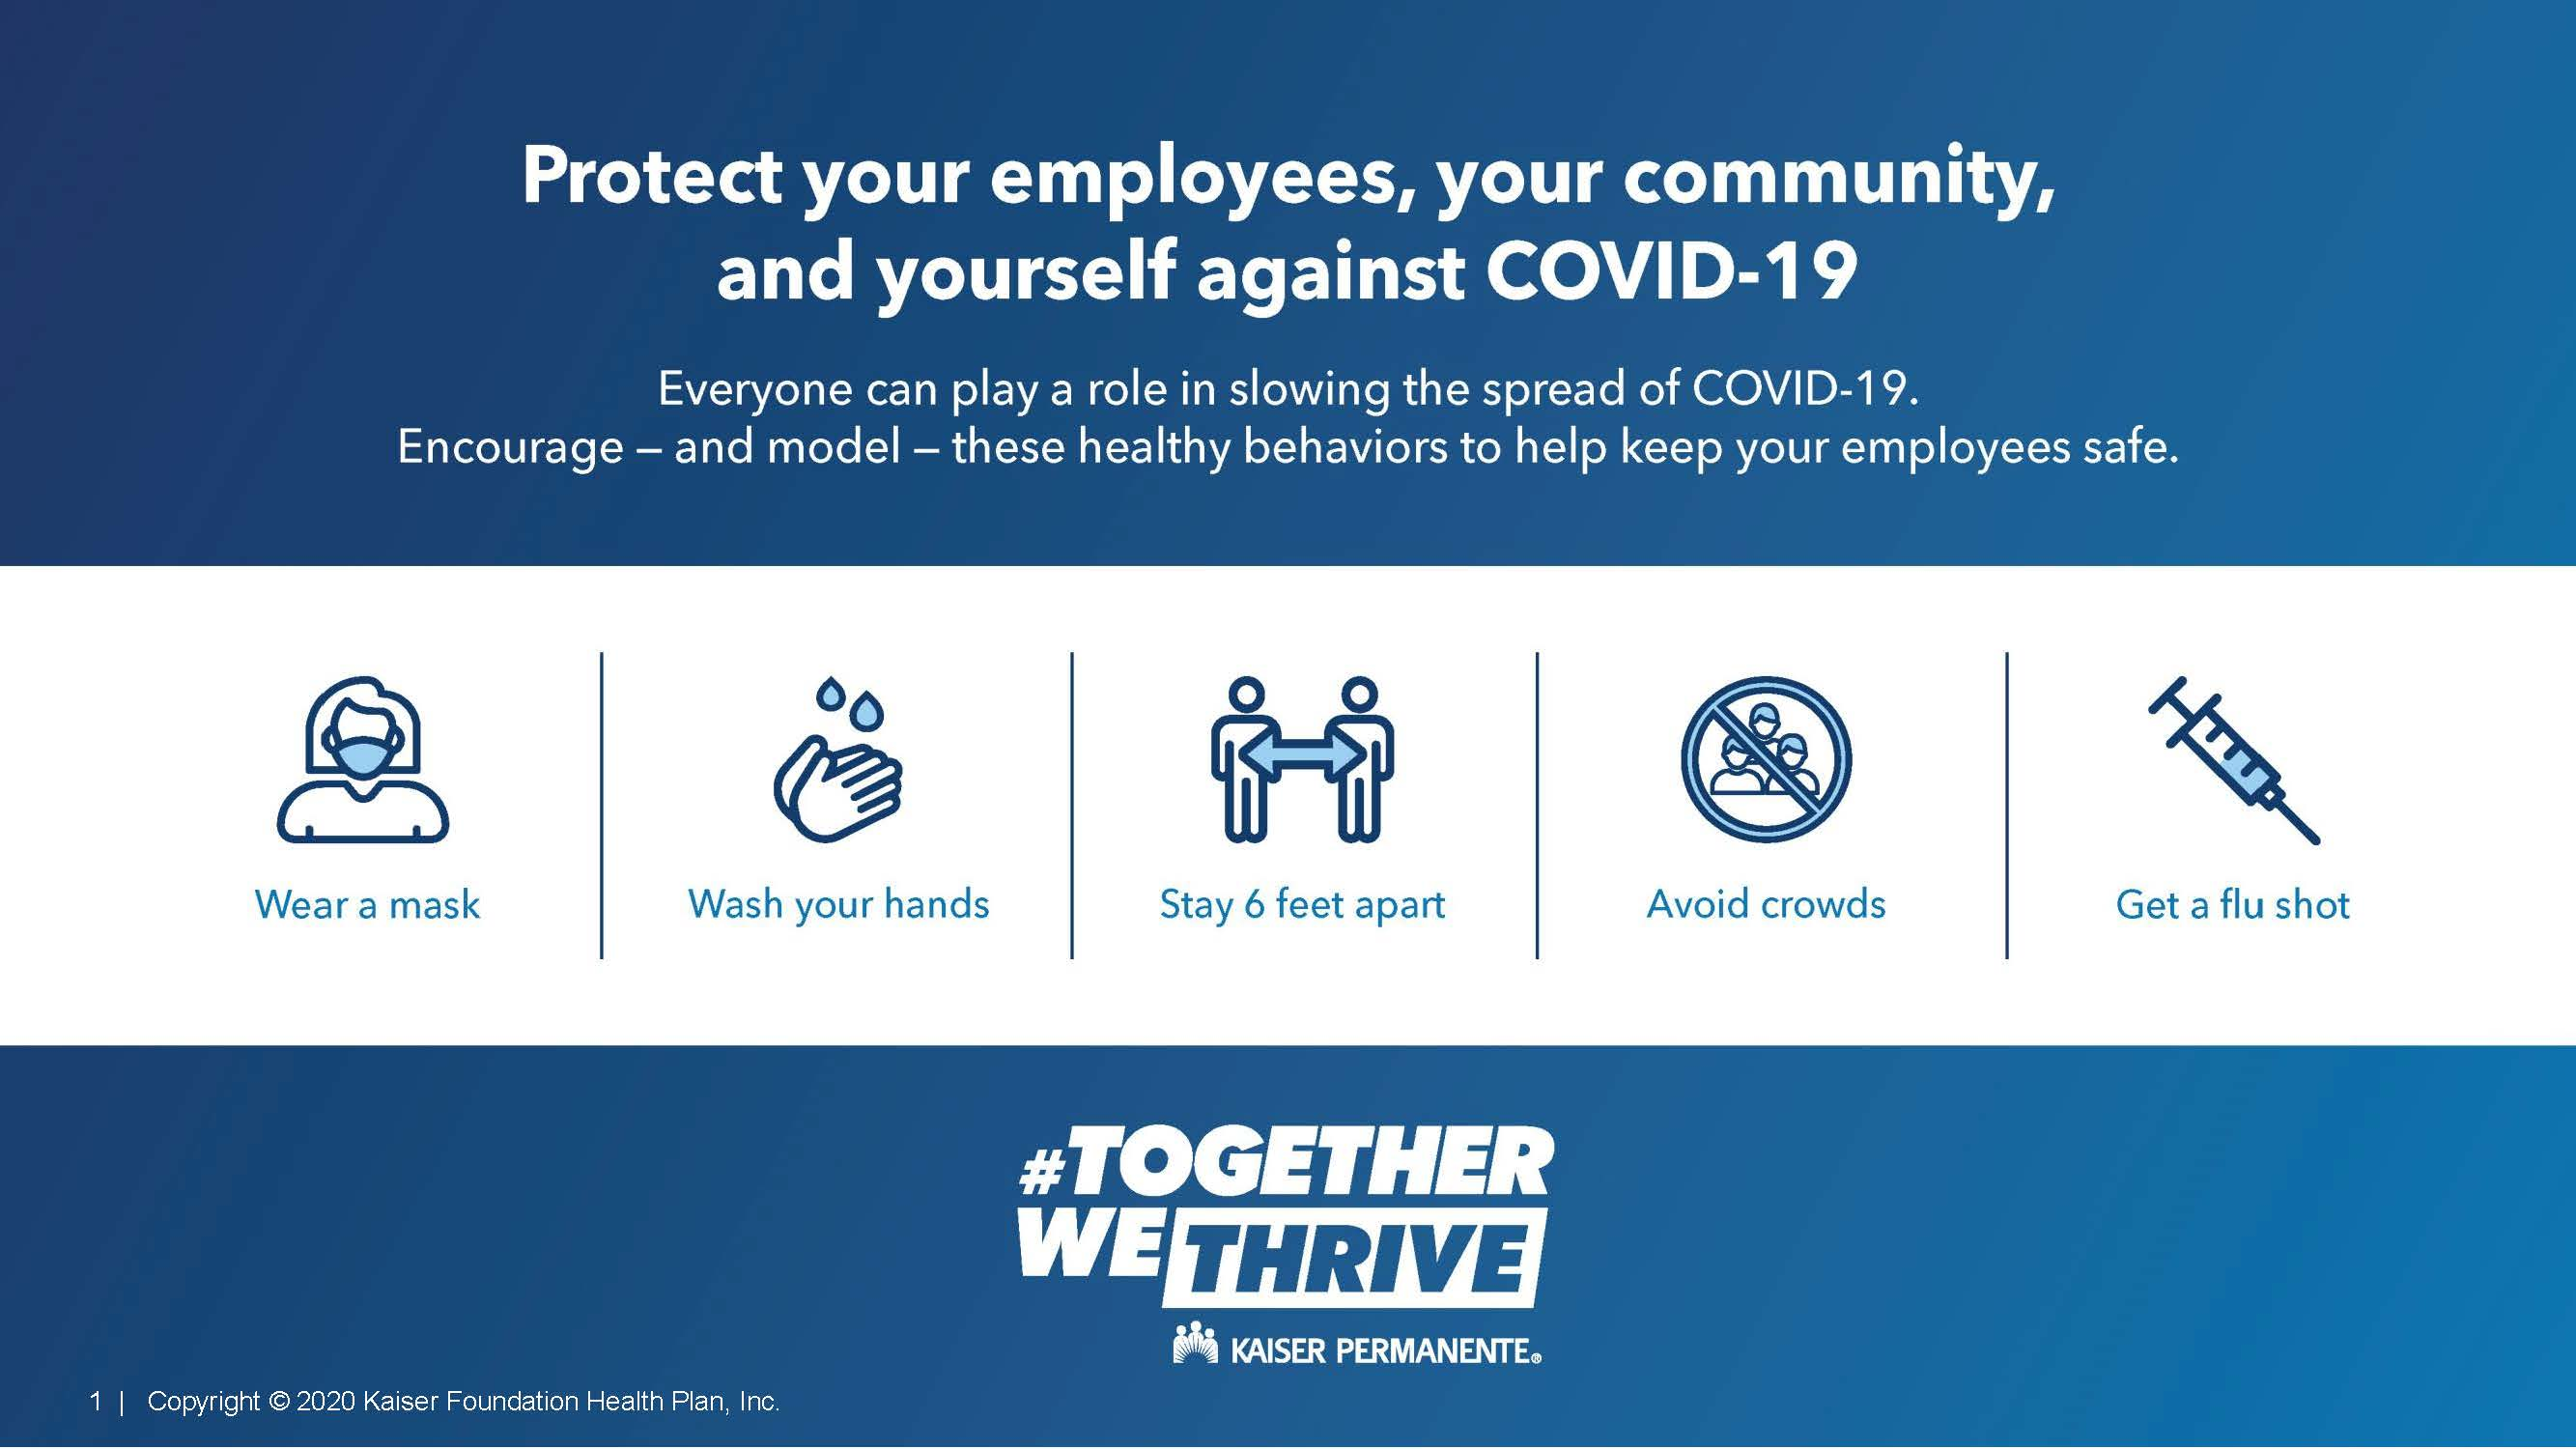 Protect your employees, your community,
and yourself against COVID-19
Everyone can play a role in slowing the spread of COVID-19.
Encourage – and model – these healthy behaviors to help keep your employees safe.
Wear a mask
Wash your hands
Stay 6 feet apart
Avoid crowds
Get a flu shot
#TOGETHER
WE THRIVE
KAISER PERMANENTE®
1 | Copyright © 2020 Kaiser Foundation Health Plan, Inc.